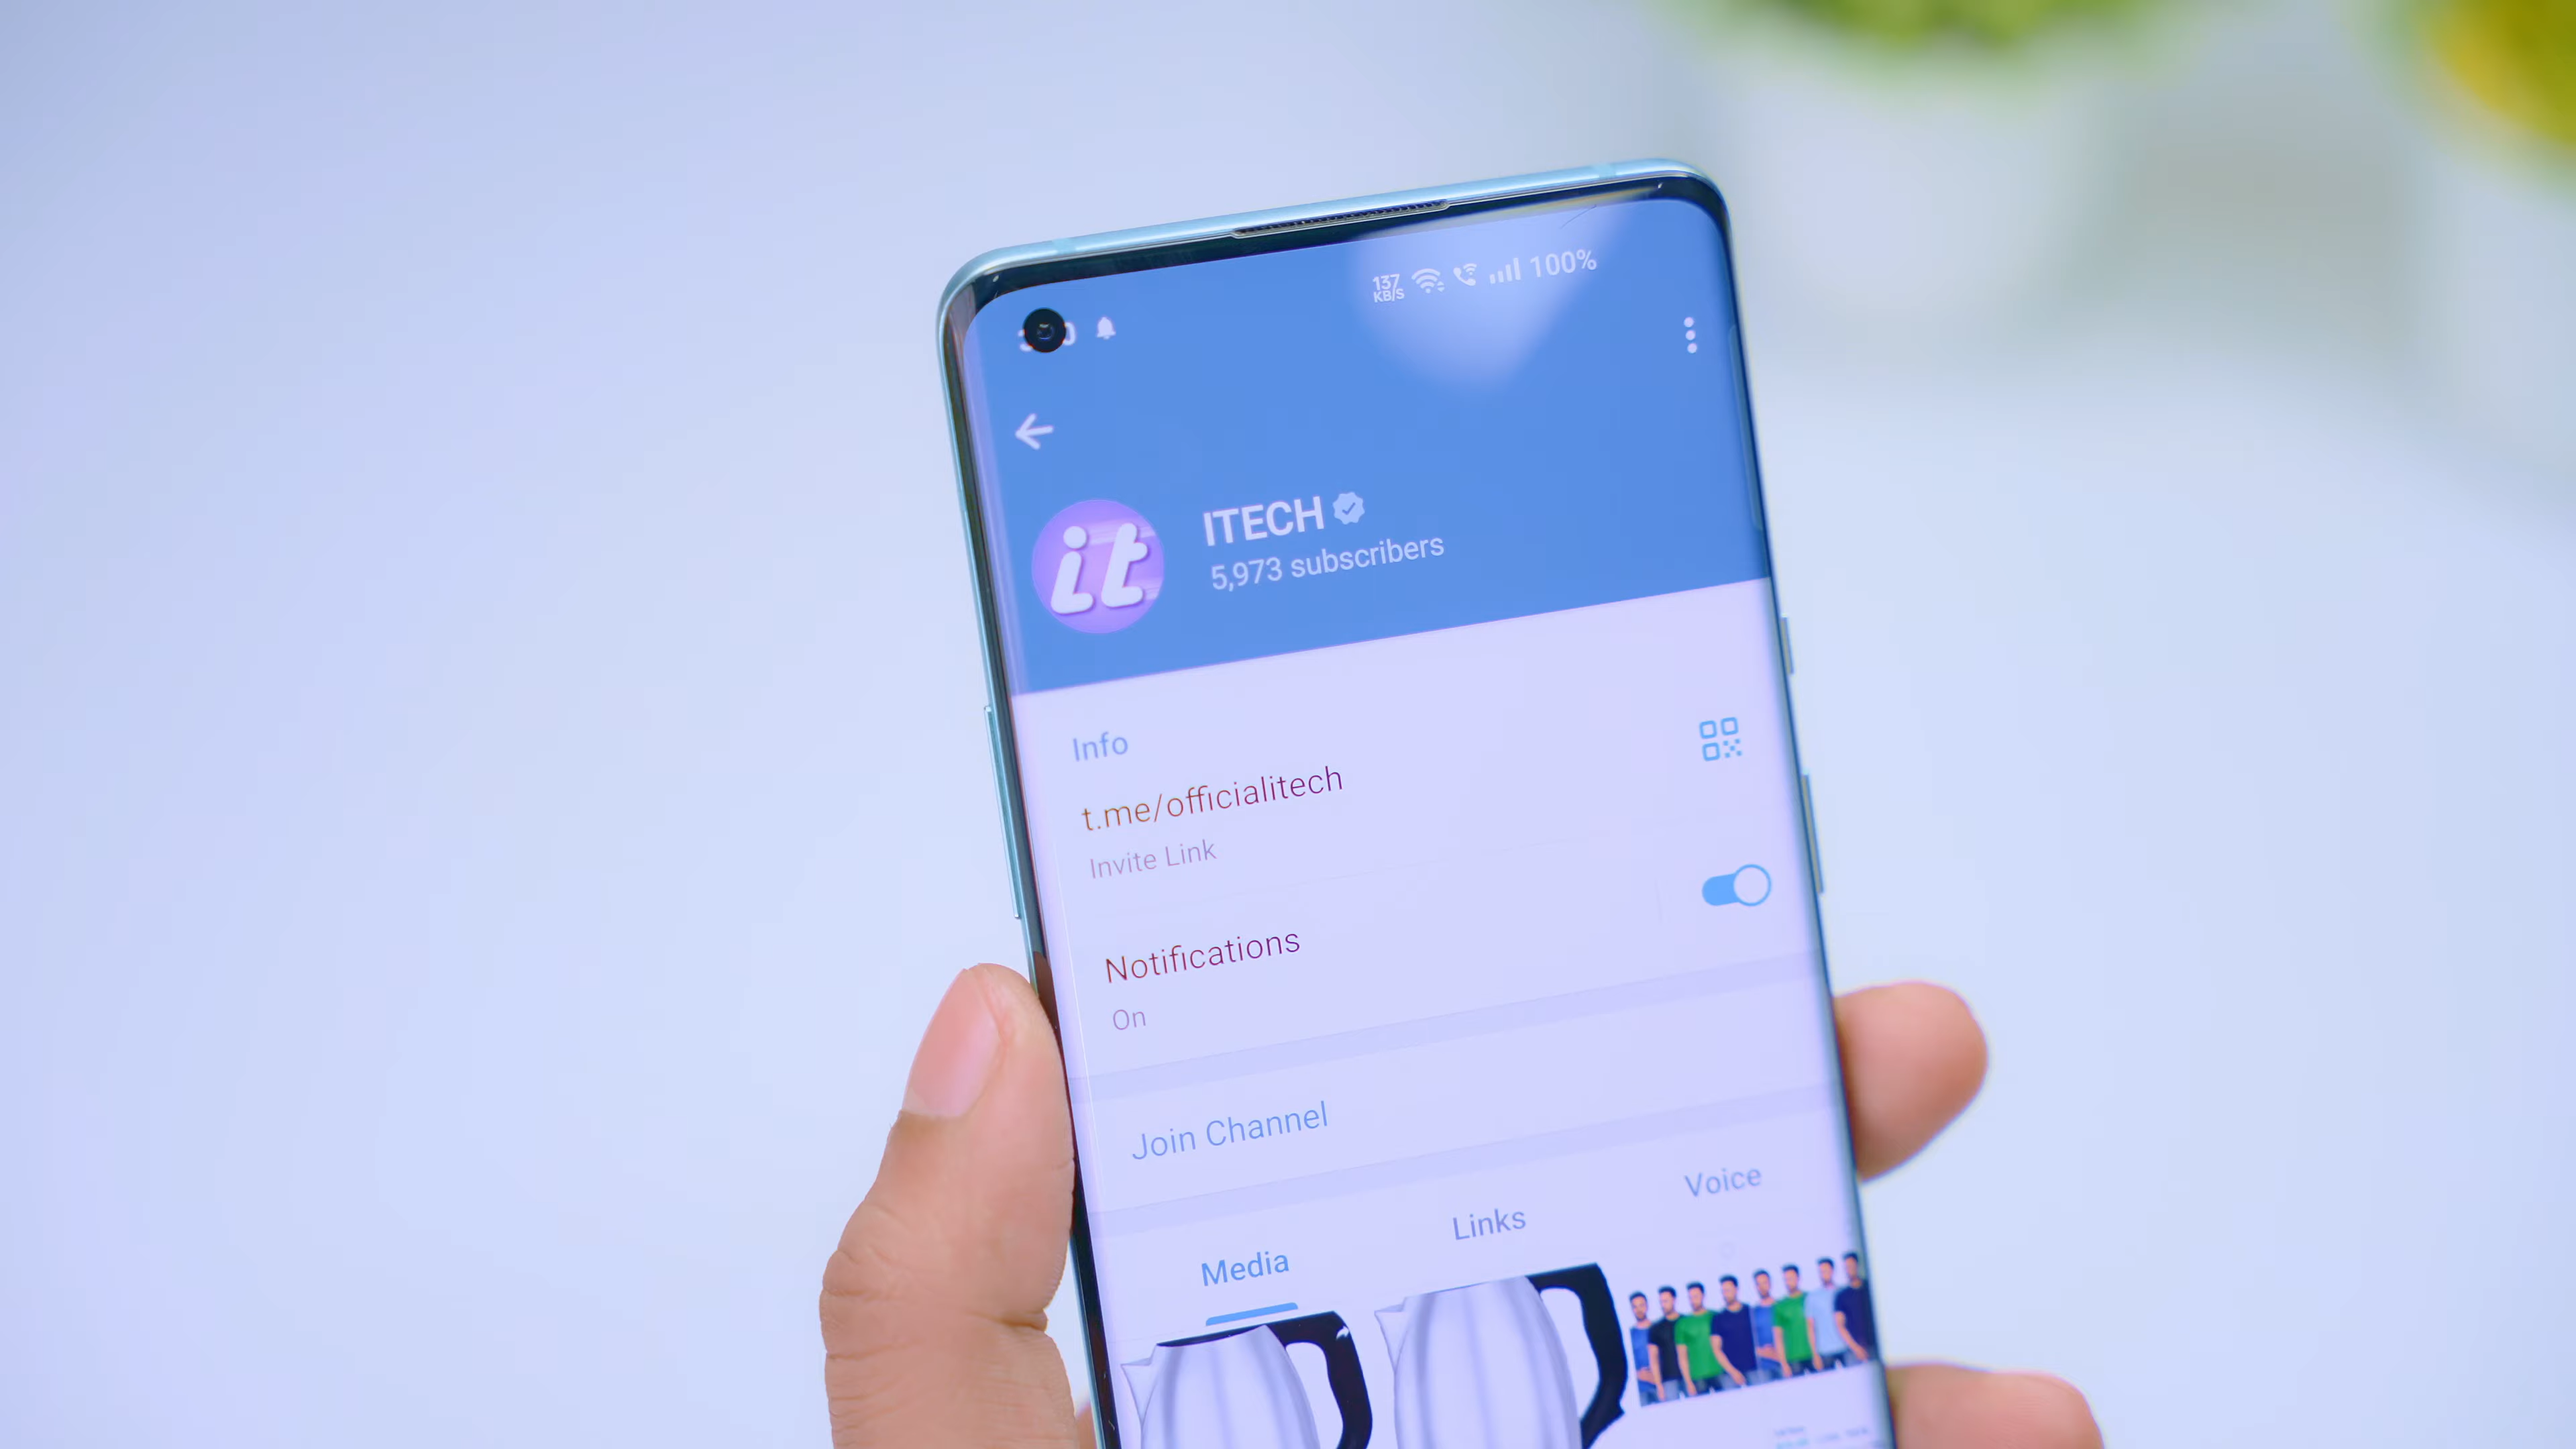 137
KB/S
100%
it
ITECH
5,973 subscribers
Info
t.me/officialitech
Invite Link
Notifications
On
Join Channel
Media
Links
Voice